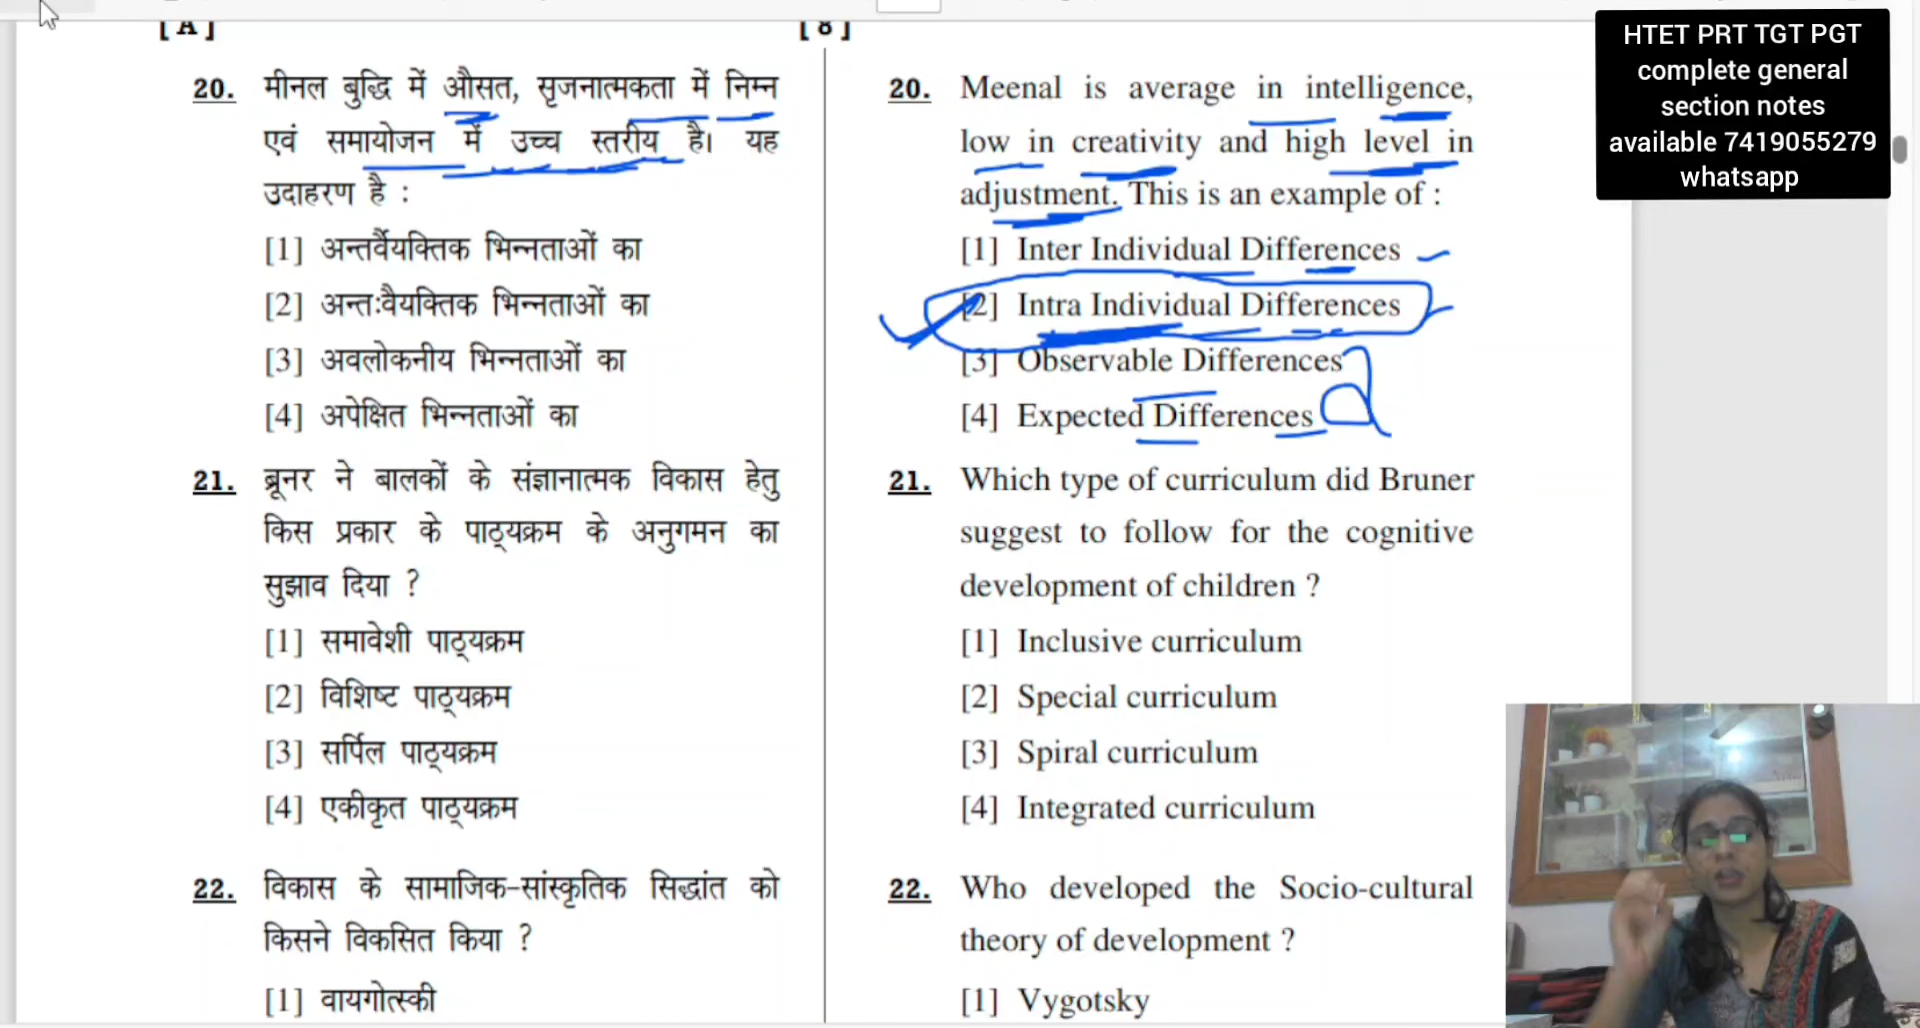 [ A ]
[ 8 ]
20. मीनल बुद्धि में औसत, सृजनात्मकता में निम्न
एवं समायोजन में उच्च स्तरीय है। यह
उदाहरण है :
[1] अन्तर्वैयक्तिक भिन्नताओं का
[2] अन्तःवैयक्तिक भिन्नताओं का
[3] अवलोकनीय भिन्नताओं का
[4] अपेक्षित भिन्नताओं का
21. ब्रूनर ने बालकों के संज्ञानात्मक विकास हेतु
किस प्रकार के पाठ्यक्रम के अनुगमन का
सुझाव दिया ?
[1] समावेशी पाठ्यक्रम
[2] विशिष्ट पाठ्यक्रम
[3] सर्पिल पाठ्यक्रम
[4] एकीकृत पाठ्यक्रम
22. विकास के सामाजिक-सांस्कृतिक सिद्धांत को
किसने विकसित किया ?
[1] वायगोत्स्की
20. Meenal is average in intelligence,
low in creativity and high level in
adjustment. This is an example of :
[1] Inter Individual Differences
[2] Intra Individual Differences
[3] Observable Differences
[4] Expected Differences
21. Which type of curriculum did Bruner
suggest to follow for the cognitive
development of children ?
[1] Inclusive curriculum
[2] Special curriculum
[3] Spiral curriculum
[4] Integrated curriculum
22. Who developed the Socio-cultural
theory of development ?
[1] Vygotsky
HTET PRT TGT PGT
complete general
section notes
available 7419055279
whatsapp